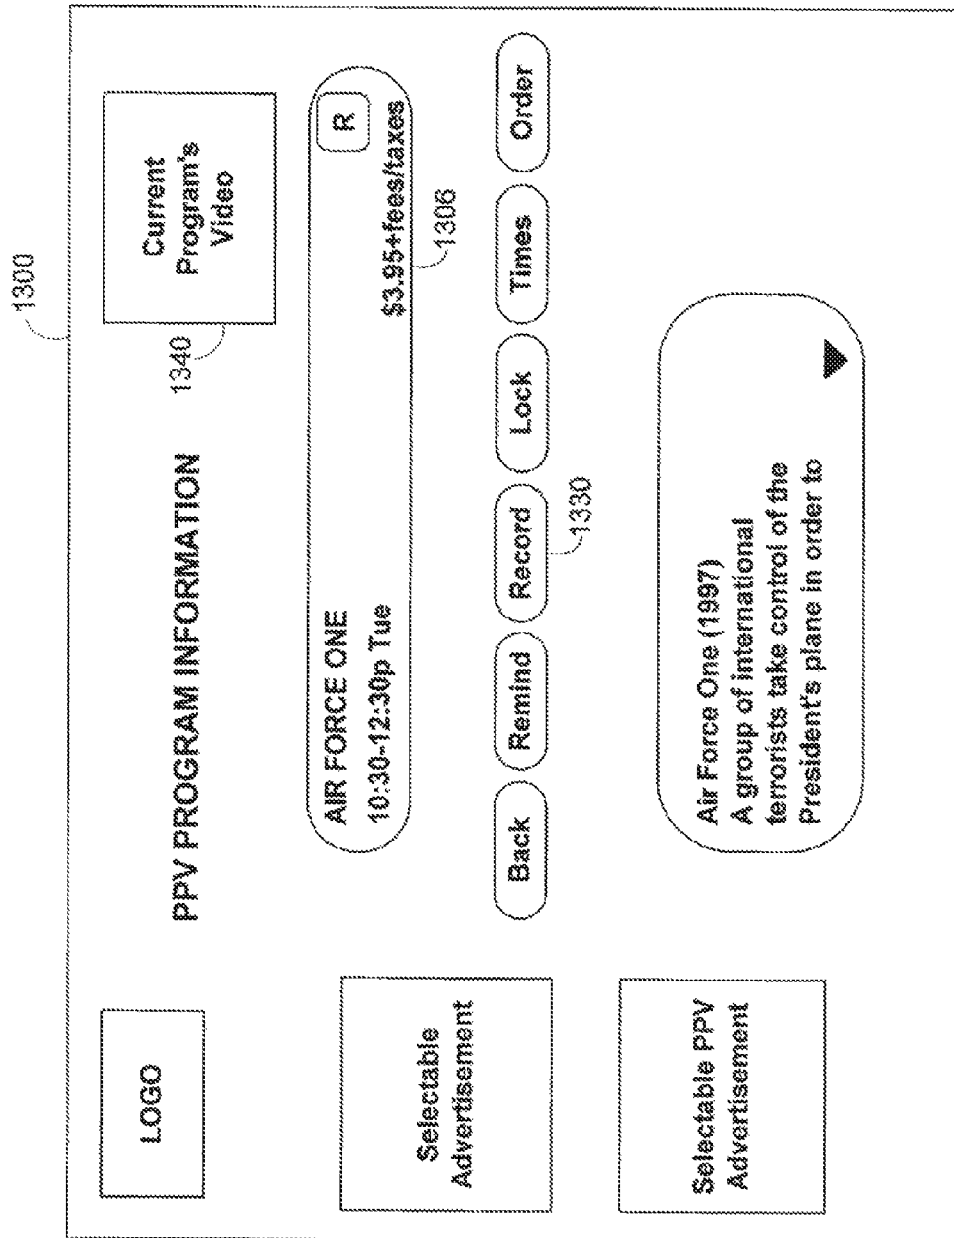 1300
LOGO
PPV PROGRAM INFORMATION
1340
Current
Program's
Video
Selectable
Advertisement
AIR FORCE ONE
10:30-12:30p Tue
R
$3.95+fees/taxes
1306
Back
Remind
Record
Lock
Times
Order
1330
Selectable PPV
Advertisement
Air Force One (1997)
A group of international
terrorists take control of the
President's plane in order to